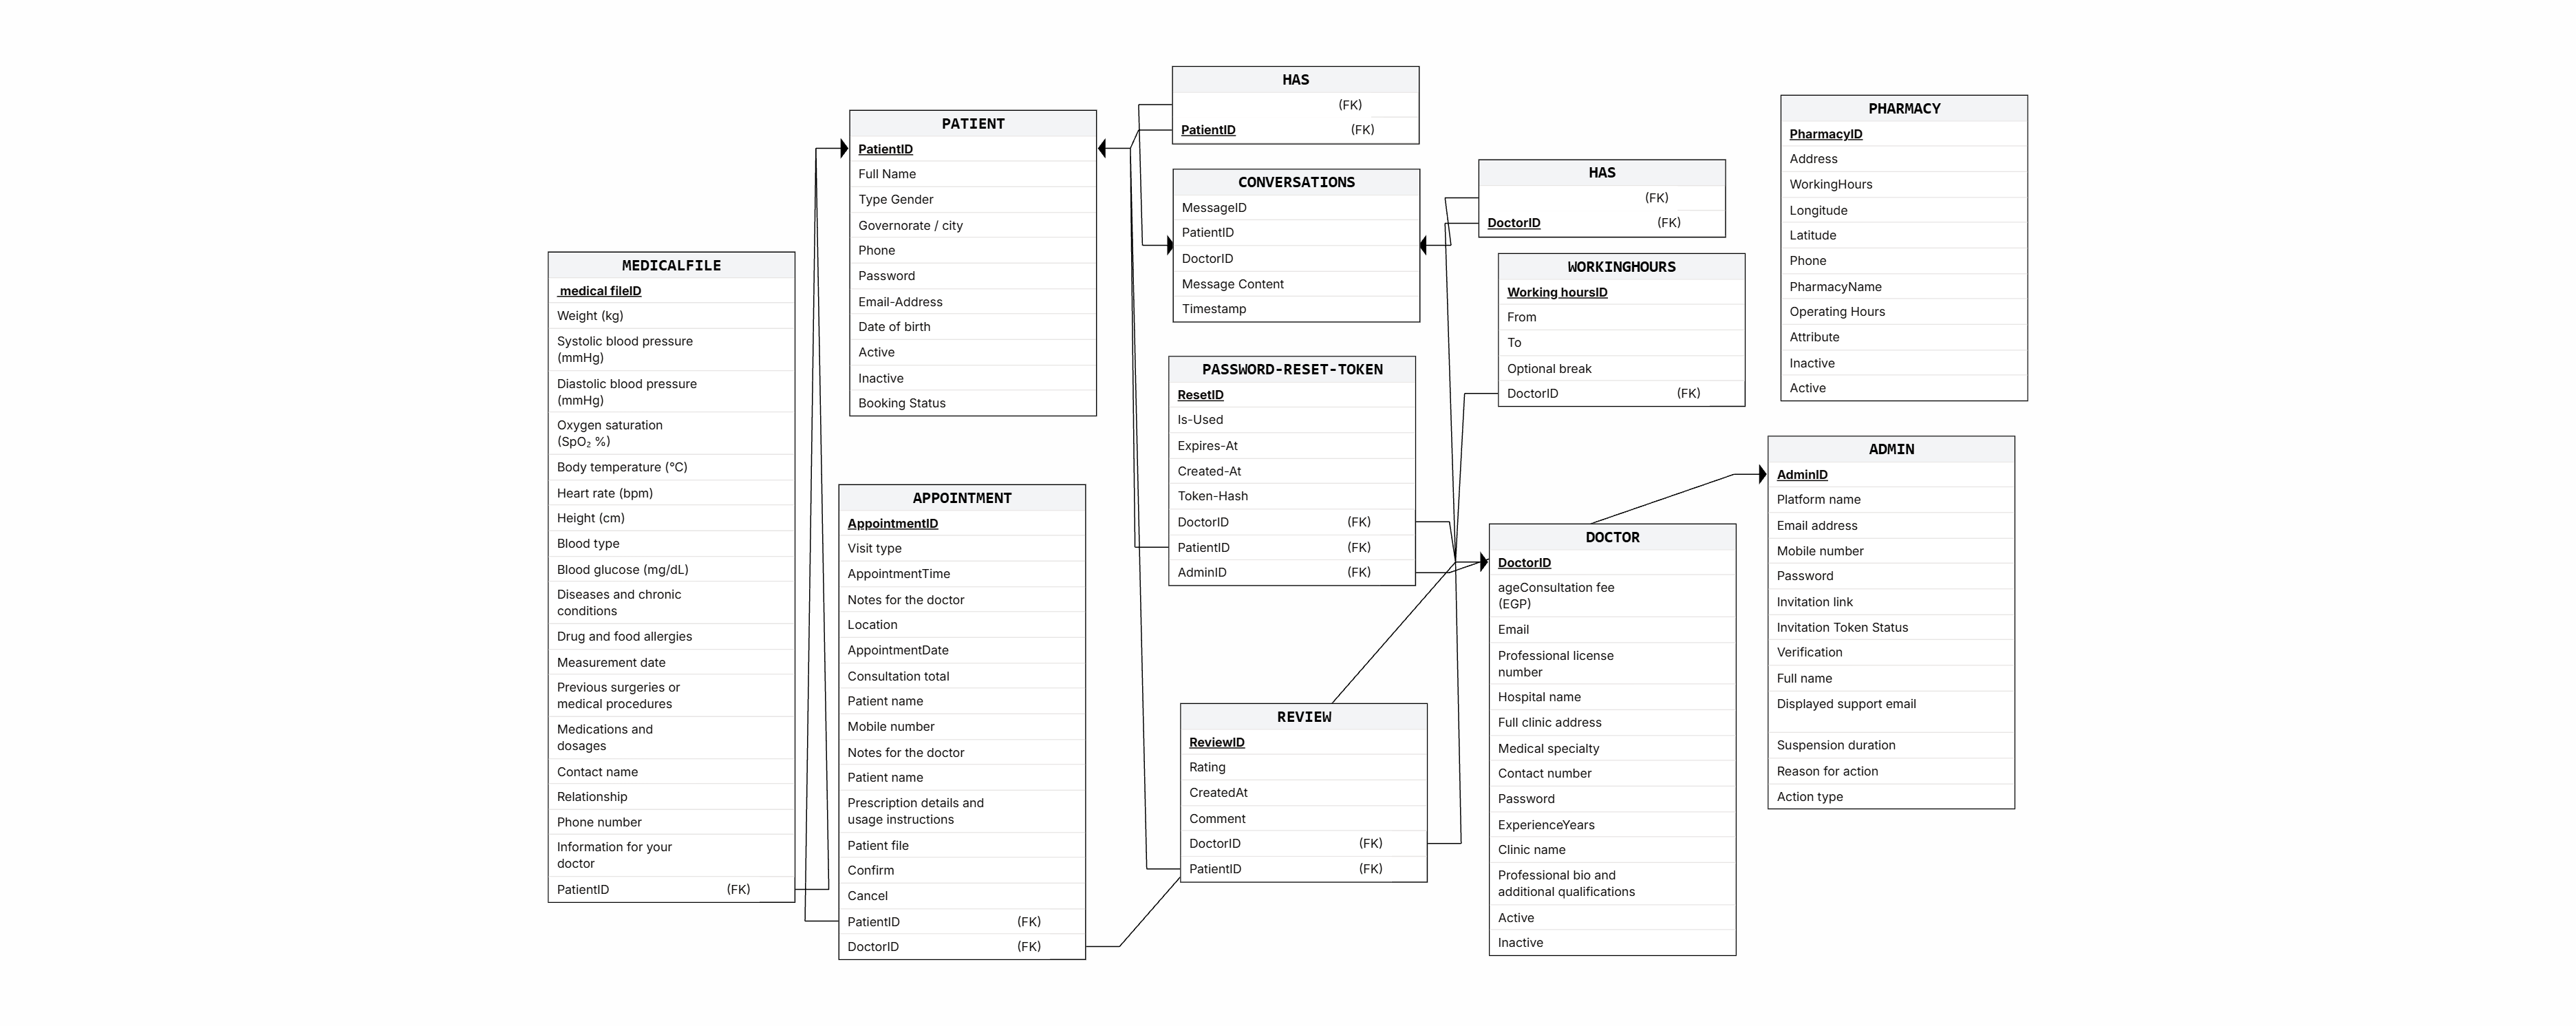 HAS
(FK)
PatientID (FK)
PHARMACY
PharmacyID
Address
WorkingHours
Longitude
Latitude
Phone
PharmacyName
Operating Hours
Attribute
Inactive
Active
PATIENT
PatientID
Full Name
Type Gender
Governorate / city
Phone
Password
Email-Address
Date of birth
Active
Inactive
Booking Status
CONVERSATIONS
MessageID
PatientID
DoctorID
Message Content
Timestamp
HAS
(FK)
DoctorID (FK)
WORKINGHOURS
Working hoursID
From
To
Optional break
DoctorID (FK)
MEDICALFILE
medical fileID
Weight (kg)
Systolic blood pressure
(mmHg)
Diastolic blood pressure
(mmHg)
Oxygen saturation
(SpO₂ %)
Body temperature (°C)
Heart rate (bpm)
Height (cm)
Blood type
Blood glucose (mg/dL)
Diseases and chronic
conditions
Drug and food allergies
Measurement date
Previous surgeries or
medical procedures
Medications and
dosages
Contact name
Relationship
Phone number
Information for your
doctor
PatientID (FK)
PASSWORD-RESET-TOKEN
ResetID
Is-Used
Expires-At
Created-At
Token-Hash
DoctorID (FK)
PatientID (FK)
AdminID (FK)
ADMIN
AdminID
Platform name
Email address
Mobile number
Password
Invitation link
Invitation Token Status
Verification
Full name
Displayed support email
Suspension duration
Reason for action
Action type
APPOINTMENT
AppointmentID
Visit type
AppointmentTime
Notes for the doctor
Location
AppointmentDate
Consultation total
Patient name
Mobile number
Notes for the doctor
Patient name
Prescription details and
usage instructions
Patient file
Confirm
Cancel
PatientID (FK)
DoctorID (FK)
DOCTOR
DoctorID
ageConsultation fee
(EGP)
Email
Professional license
number
Hospital name
Full clinic address
Medical specialty
Contact number
Password
ExperienceYears
Clinic name
Professional bio and
additional qualifications
Active
Inactive
REVIEW
ReviewID
Rating
CreatedAt
Comment
DoctorID (FK)
PatientID (FK)